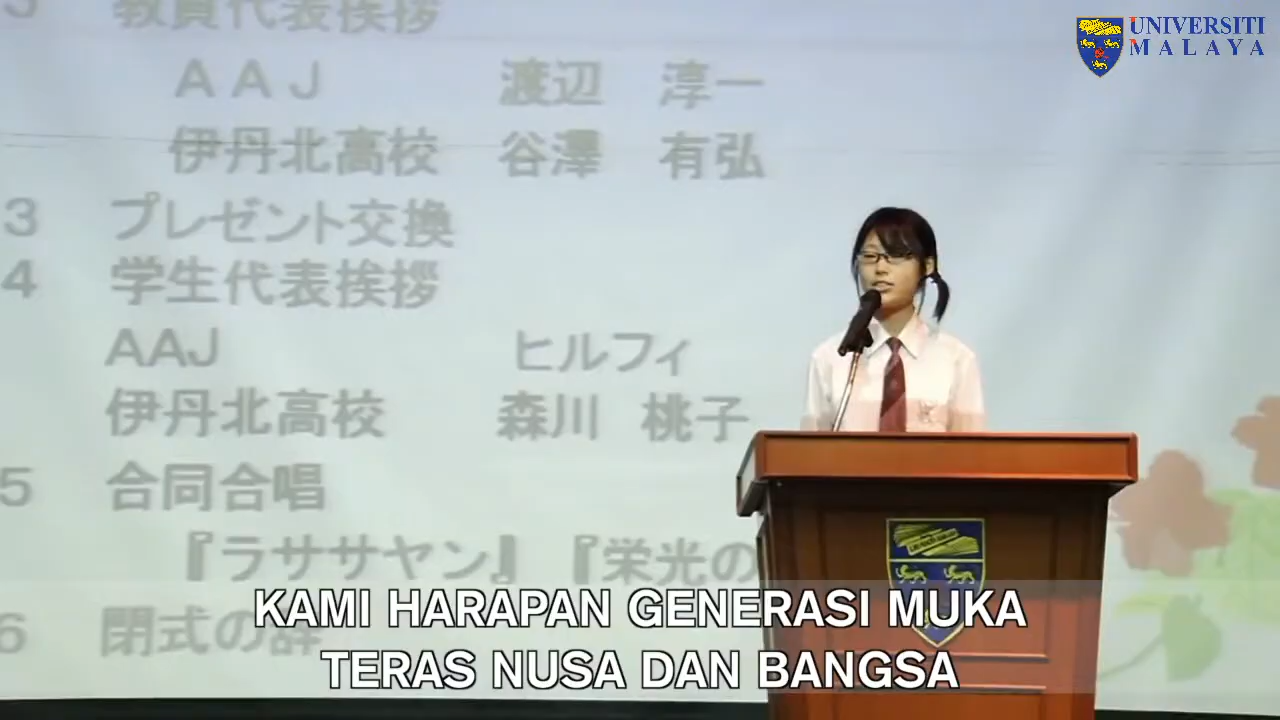 教員代表挨拶
UNIVERSITI
MALAYA
AAJ 渡辺 淳一
伊丹北高校 谷澤 有弘
3 プレゼント交換
4 学生代表挨拶
AAJ ヒルフィ
伊丹北高校 森川 桃子
5 合同合唱
『ラササヤン』『栄光の
6 閉式の辞
KAMI HARAPAN GENERASI MUKA
TERAS NUSA DAN BANGSA